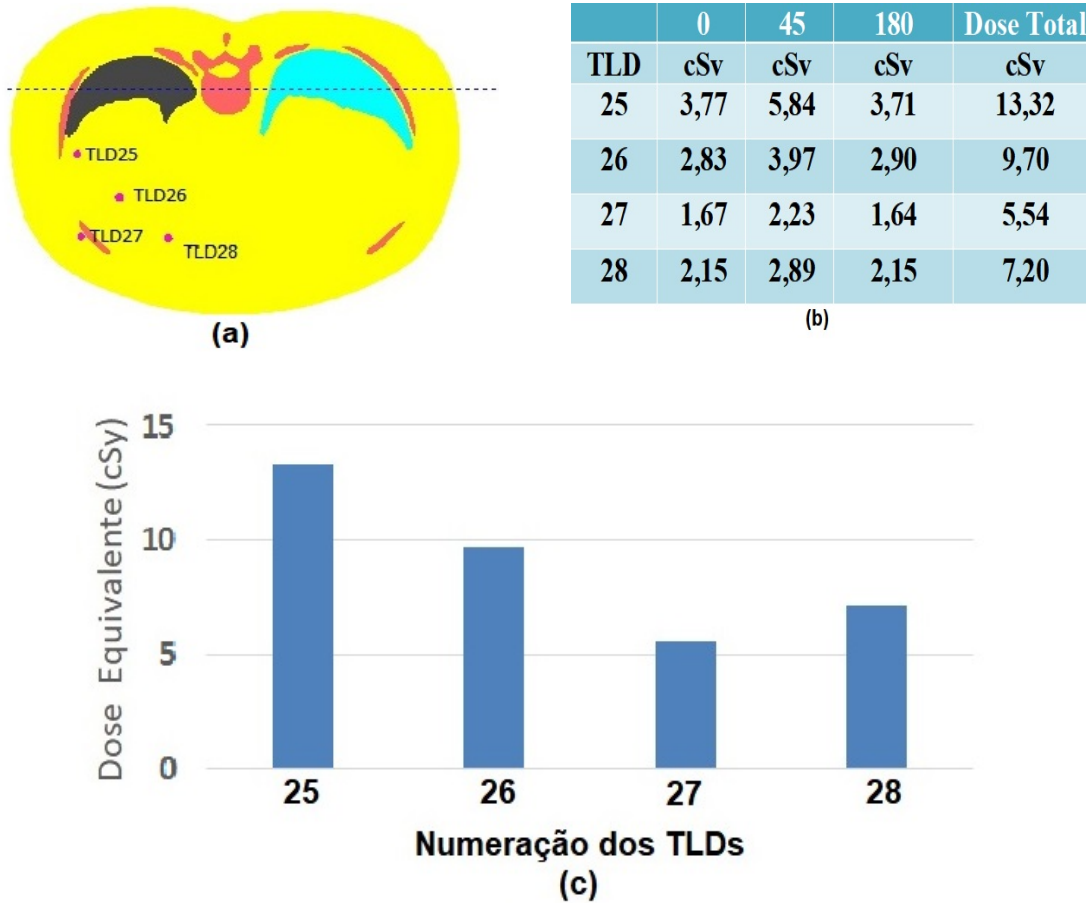 TLD25
TLD26
TLD27
TLD28
(a)
0 45 180 Dose Total
TLD cSv cSv cSv cSv
25 3,77 5,84 3,71 13,32
26 2,83 3,97 2,90 9,70
27 1,67 2,23 1,64 5,54
28 2,15 2,89 2,15 7,20
(b)
Dose Equivalente (cSy)
15
10
5
0
25 26 27 28
Numeração dos TLDs
(c)